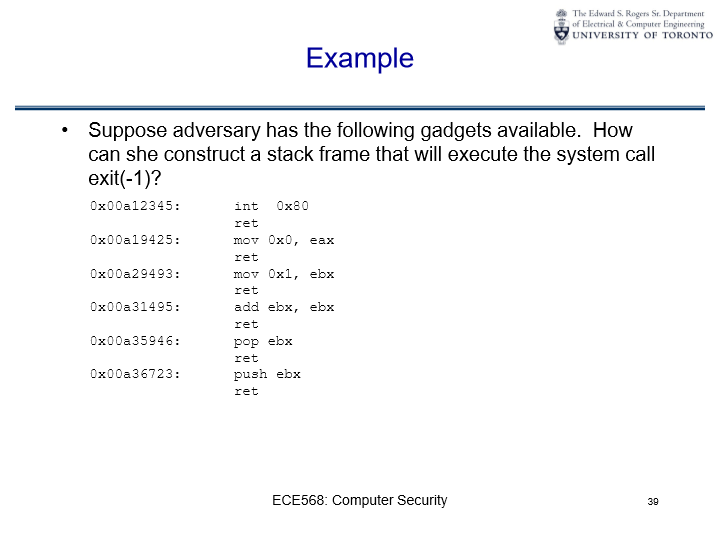 The Edward S. Rogers Sr. Department
of Electrical & Computer Engineering
UNIVERSITY OF TORONTO
Example
• Suppose adversary has the following gadgets available. How
can she construct a stack frame that will execute the system call
exit(-1)?
0x00a12345: int 0x80
ret
0x00a19425: mov 0x0, eax
ret
0x00a29493: mov 0x1, ebx
ret
0x00a31495: add ebx, ebx
ret
0x00a35946: pop ebx
ret
0x00a36723: push ebx
ret
ECE568: Computer Security
39